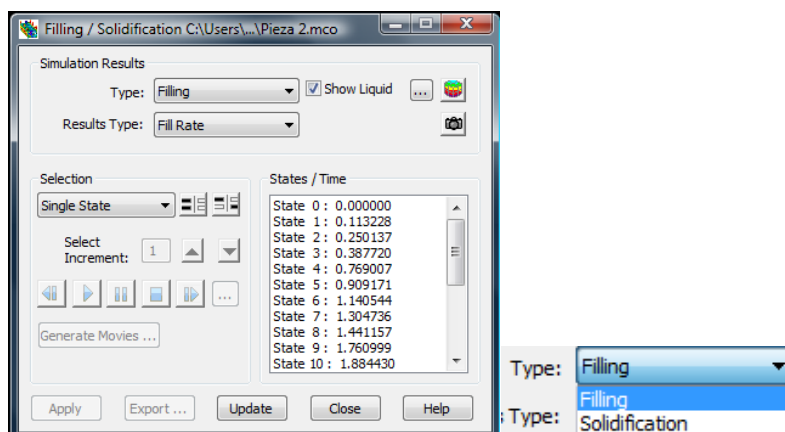 Filling / Solidification C:\Users\...\Pieza 2.mco
Simulation Results
Type: Filling Show Liquid ...
Results Type: Fill Rate
Selection
Single State
Select
Increment: 1
...
Generate Movies ...
States / Time
State 0 : 0.000000
State 1 : 0.113228
State 2 : 0.250137
State 3 : 0.387720
State 4 : 0.769007
State 5 : 0.909171
State 6 : 1.140544
State 7 : 1.304736
State 8 : 1.441157
State 9 : 1.760999
State 10 : 1.884430
Apply Export ... Update Close Help
Type: Filling
Filling
s Type: Solidification